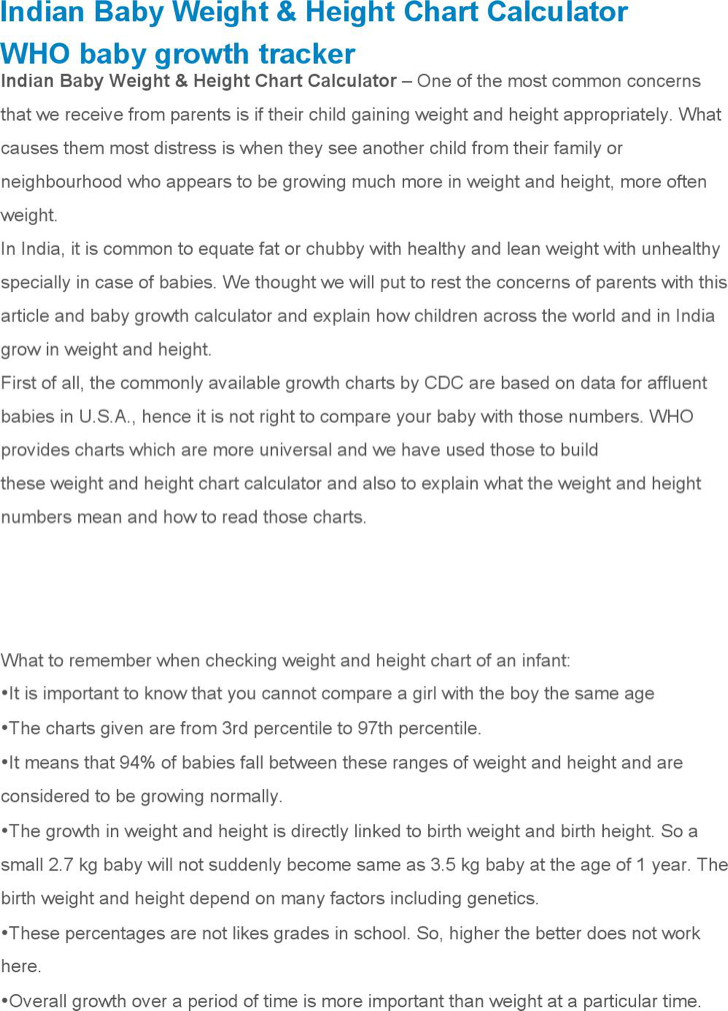 Indian Baby Weight & Height Chart Calculator
WHO baby growth tracker
Indian Baby Weight & Height Chart Calculator – One of the most common concerns
that we receive from parents is if their child gaining weight and height appropriately. What
causes them most distress is when they see another child from their family or
neighbourhood who appears to be growing much more in weight and height, more often
weight.
In India, it is common to equate fat or chubby with healthy and lean weight with unhealthy
specially in case of babies. We thought we will put to rest the concerns of parents with this
article and baby growth calculator and explain how children across the world and in India
grow in weight and height.
First of all, the commonly available growth charts by CDC are based on data for affluent
babies in U.S.A., hence it is not right to compare your baby with those numbers. WHO
provides charts which are more universal and we have used those to build
these weight and height chart calculator and also to explain what the weight and height
numbers mean and how to read those charts.
What to remember when checking weight and height chart of an infant:
•It is important to know that you cannot compare a girl with the boy the same age
•The charts given are from 3rd percentile to 97th percentile.
•It means that 94% of babies fall between these ranges of weight and height and are
considered to be growing normally.
•The growth in weight and height is directly linked to birth weight and birth height. So a
small 2.7 kg baby will not suddenly become same as 3.5 kg baby at the age of 1 year. The
birth weight and height depend on many factors including genetics.
•These percentages are not likes grades in school. So, higher the better does not work
here.
•Overall growth over a period of time is more important than weight at a particular time.